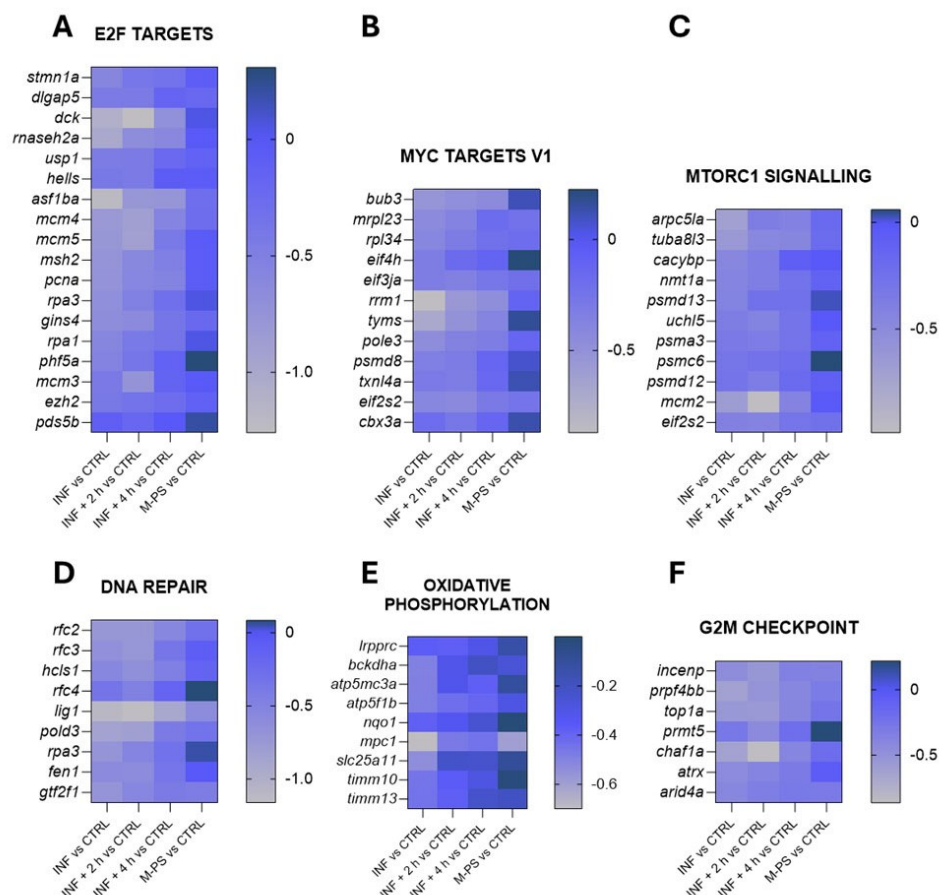 A
E2F TARGETS
stmn1a
dlgap5
dck
rnaseh2a
usp1
hells
asf1ba
mcm4
mcm5
msh2
pcna
rpa3
gins4
rpa1
phf5a
mcm3
ezh2
pds5b
0
-0.5
-1.0
INF vs CTRL
INF + 2 h vs CTRL
INF + 4 h vs CTRL
M-PS vs CTRL
B
MYC TARGETS V1
bub3
mrpl23
rpl34
eif4h
eif3ja
rrm1
tyms
pole3
psmd8
txnl4a
eif2s2
cbx3a
0
-0.5
INF vs CTRL
INF + 2 h vs CTRL
INF + 4 h vs CTRL
M-PS vs CTRL
C
MTORC1 SIGNALLING
arpc5la
tuba8l3
cacybp
nmt1a
psmd13
uchl5
psma3
psmc6
psmd12
mcm2
eif2s2
0
-0.5
INF vs CTRL
INF + 2 h vs CTRL
INF + 4 h vs CTRL
M-PS vs CTRL
D
DNA REPAIR
rfc2
rfc3
hcls1
rfc4
lig1
pold3
rpa3
fen1
gtf2f1
0
-0.5
-1.0
INF vs CTRL
INF + 2 h vs CTRL
INF + 4 h vs CTRL
M-PS vs CTRL
E
OXIDATIVE
PHOSPHORYLATION
lrpprc
bckdha
atp5mc3a
atp5f1b
nqo1
mpc1
slc25a11
timm10
timm13
-0.2
-0.4
-0.6
INF vs CTRL
INF + 2 h vs CTRL
INF + 4 h vs CTRL
M-PS vs CTRL
F
G2M CHECKPOINT
incenp
prpf4bb
top1a
prmt5
chaf1a
atrx
arid4a
0
-0.5
INF vs CTRL
INF + 2 h vs CTRL
INF + 4 h vs CTRL
M-PS vs CTRL